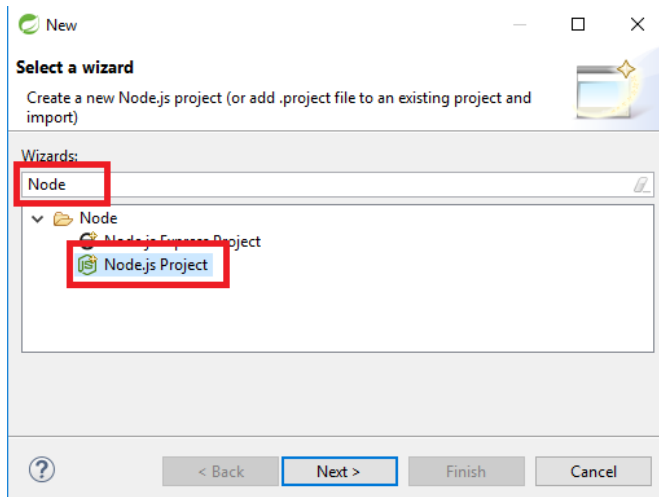 New
Select a wizard
Create a new Node.js project (or add .project file to an existing project and
import)
Wizards:
Node
Node
Node.js Express Project
Node.js Project
< Back
Next >
Finish
Cancel